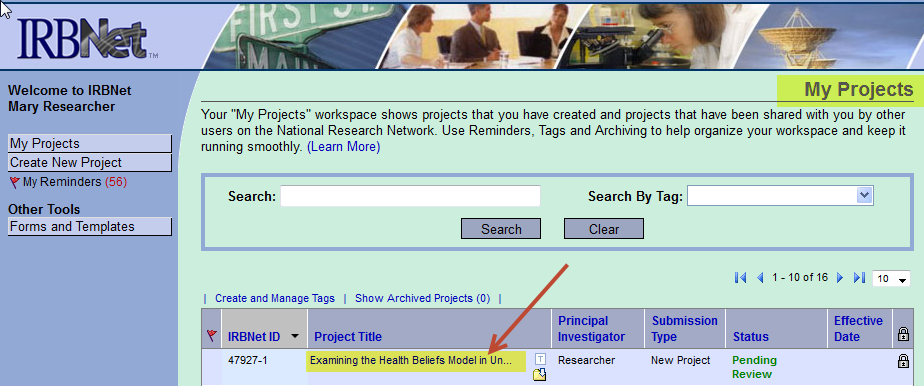 FIRST ST
MAIN ST
IRBNet™
Welcome to IRBNet
Mary Researcher
My Projects
Create New Project
My Reminders (56)
Other Tools
Forms and Templates
My Projects
Your "My Projects" workspace shows projects that you have created and projects that have been shared with you by other
users on the National Research Network. Use Reminders, Tags and Archiving to help organize your workspace and keep it
running smoothly. (Learn More)
Search:
Search By Tag:
Search
Clear
1 - 10 of 16
10
| Create and Manage Tags | Show Archived Projects (0) |
IRBNet ID
Project Title
Principal
Investigator
Submission
Type
Status
Effective
Date
47927-1
Examining the Health Beliefs Model in Un...
T
Researcher
New Project
Pending
Review